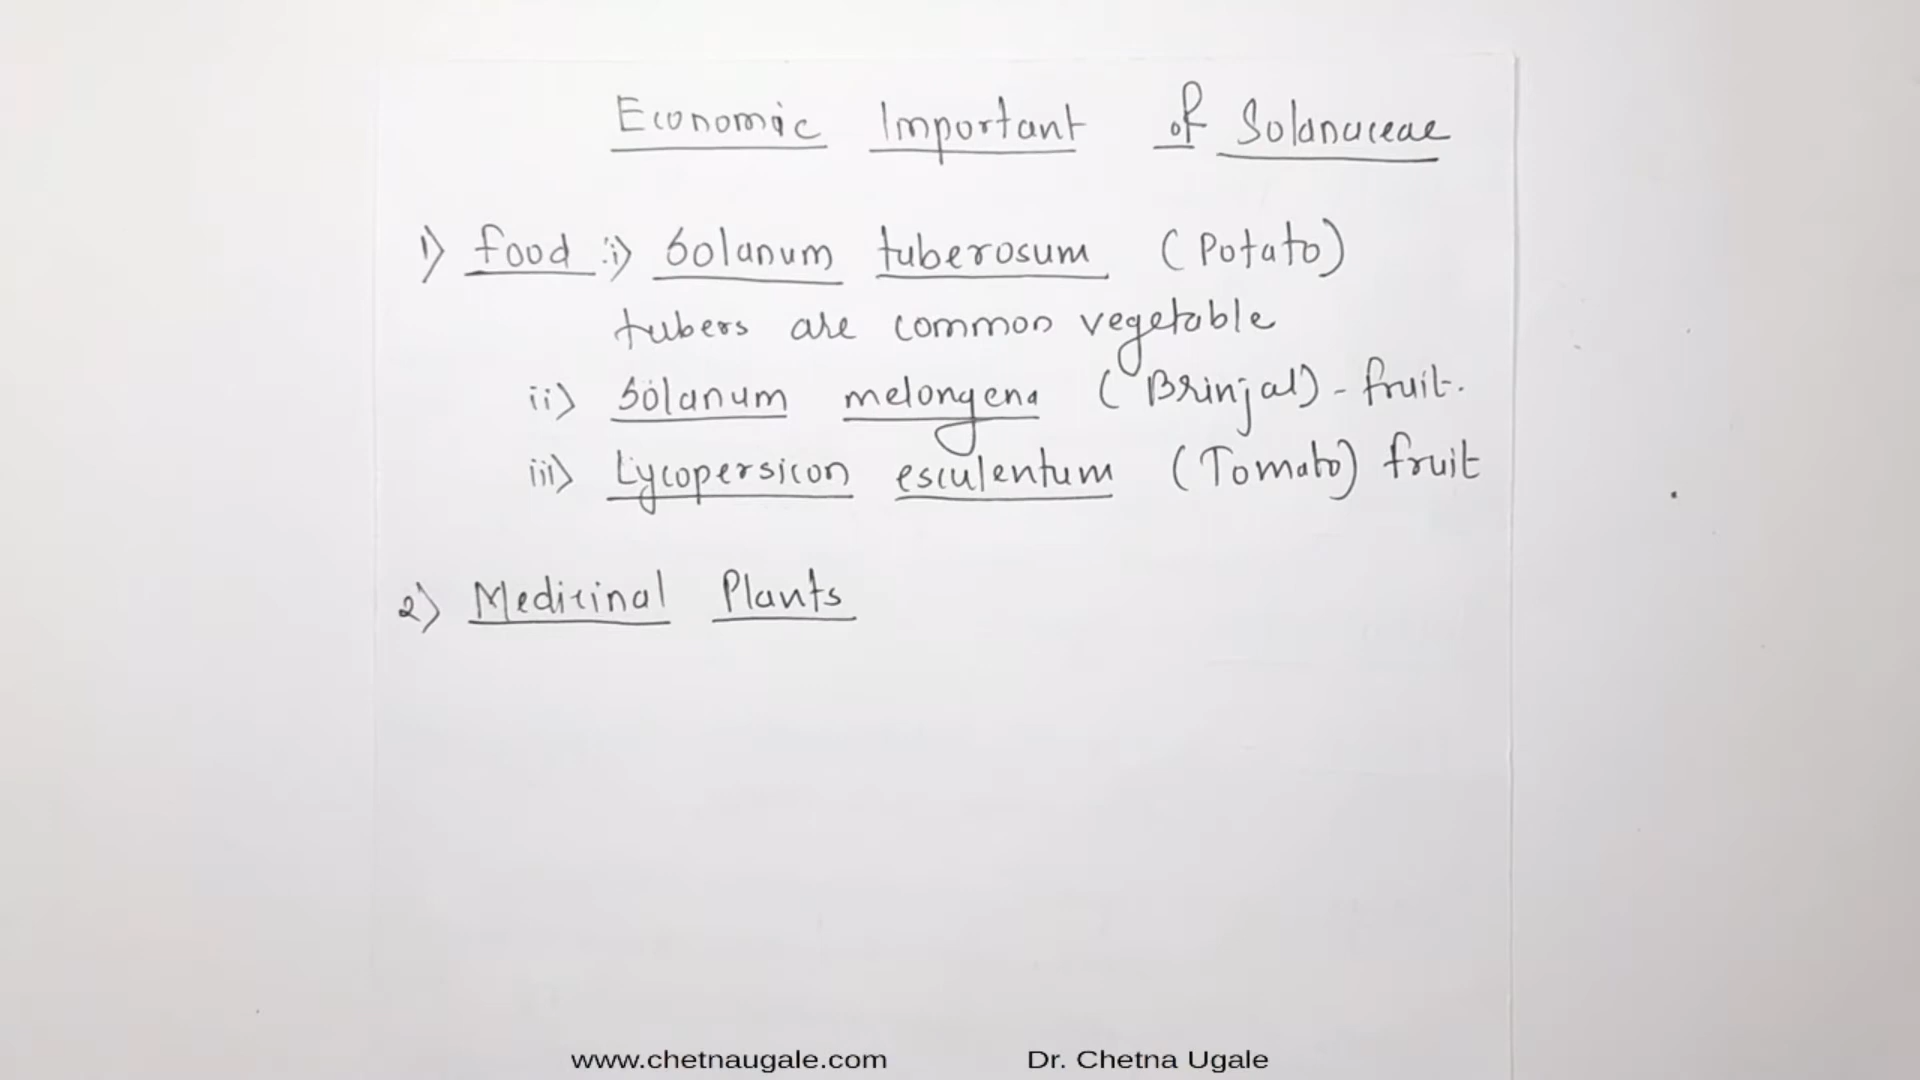 Economic Important of Solanaceae
1) food :i) Solanum tuberosum (Potato)
tubers are common vegetable
ii) Solanum melongena (Brinjal) - fruit.
iii) Lycopersicon esculentum (Tomato) fruit
2) Medicinal Plants
www.chetnaugale.com Dr. Chetna Ugale